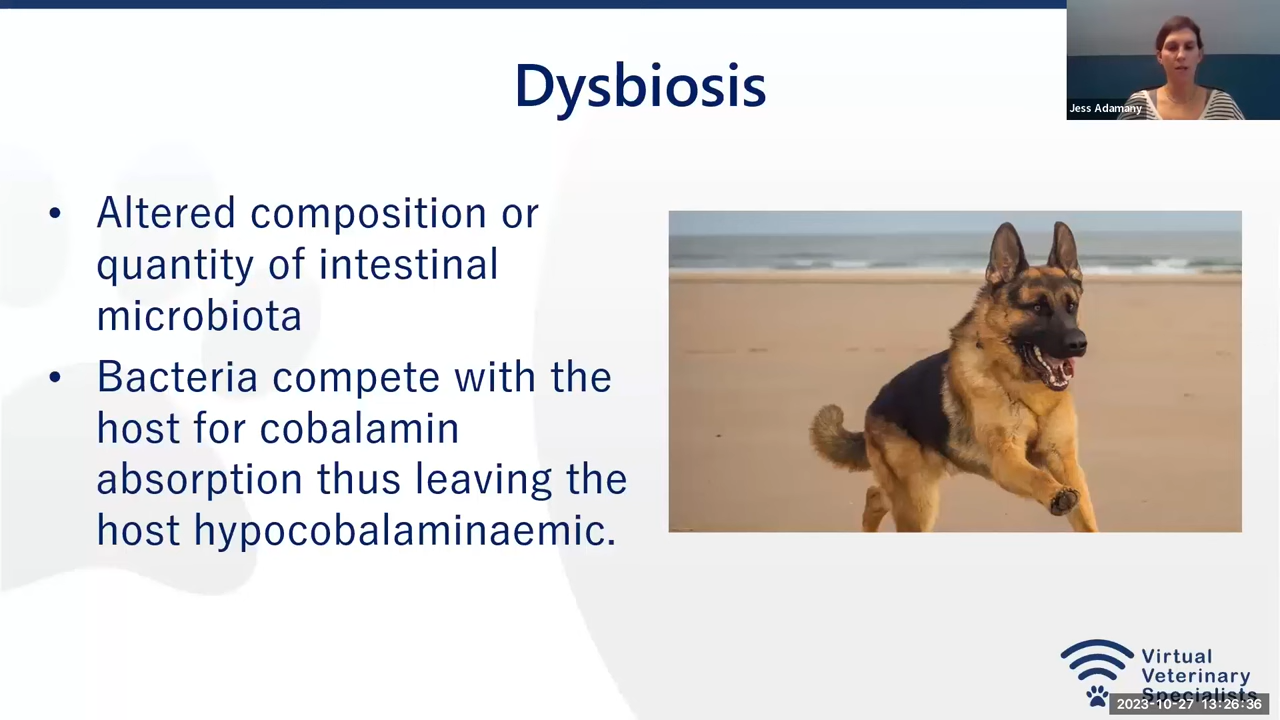 Dysbiosis
Jess Adamany
• Altered composition or
quantity of intestinal
microbiota
• Bacteria compete with the
host for cobalamin
absorption thus leaving the
host hypocobalaminaemic.
Virtual
Veterinary
Specialists
2023-10-27 13:26:36